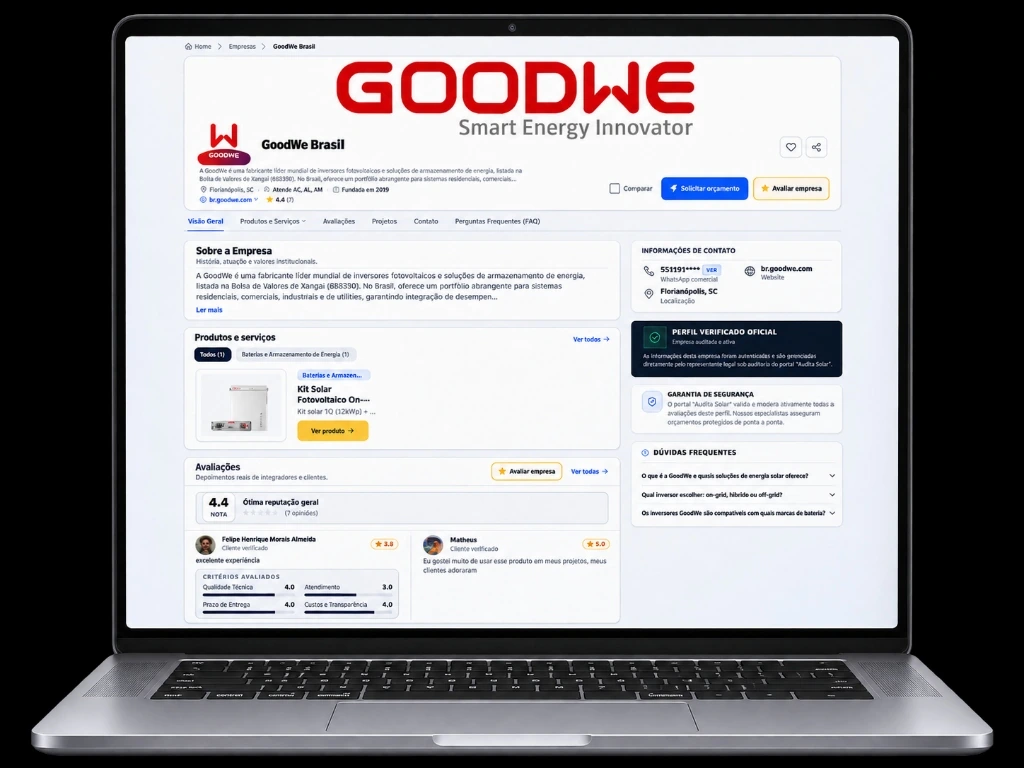 Home > Empresas > GoodWe Brasil
GOODWE
Smart Energy Innovator
GOODWE
GoodWe Brasil
A GoodWe é uma fabricante líder mundial de inversores fotovoltaicos e soluções de armazenamento de energia, listada na
Bolsa de Valores de Xangai (688390). No Brasil, oferece um portfólio abrangente para sistemas residenciais, comerciais...
Florianópolis, SC
Atende AC, AL, AM
Fundada em 2019
br.goodwe.com
4.4 (7)
Comparar
Solicitar orçamento
Avaliar empresa
Visão Geral
Produtos e Serviços
Avaliações
Projetos
Contato
Perguntas Frequentes (FAQ)
Sobre a Empresa
História, atuação e valores institucionais.
A GoodWe é uma fabricante líder mundial de inversores fotovoltaicos e soluções de armazenamento de energia,
listada na Bolsa de Valores de Xangai (688390). No Brasil, oferece um portfólio abrangente para sistemas
residenciais, comerciais, industriais e de utilities, garantindo integração de desempen...
Ler mais
Produtos e serviços
Ver todos →
Todos (1)
Baterias e Armazenamento de Energia (1)
Baterias e Armazen...
Kit Solar
Fotovoltaico On-...
Kit solar 1Q (12kWp) + ...
Ver produto →
Avaliações
Depoimentos reais de integradores e clientes.
Avaliar empresa
Ver todas →
4.4
NOTA
Ótima reputação geral
(7 opiniões)
Felipe Henrique Morais Almeida
Cliente verificado
3.8
excelente experiência
CRITÉRIOS AVALIADOS
Qualidade Técnica 4.0
Atendimento 3.0
Prazo de Entrega 4.0
Custos e Transparência 4.0
Matheus
Cliente verificado
5.0
Eu gostei muito de usar esse produto em meus projetos, meus
clientes adoraram
INFORMAÇÕES DE CONTATO
551191**** VER
WhatsApp comercial
br.goodwe.com
Website
Florianópolis, SC
Localização
PERFIL VERIFICADO OFICIAL
Empresa auditada e ativa
As informações desta empresa foram autenticadas e são gerenciadas
diretamente pelo representante legal sob auditoria do portal "Audita Solar".
GARANTIA DE SEGURANÇA
O portal "Audita Solar" valida e modera ativamente todas a
avaliações deste perfil. Nossas especialistas asseguram
orçamentos protegidos de ponta a ponta.
DÚVIDAS FREQUENTES
O que é a GoodWe e quais soluções de energia solar oferece?
Qual inversor escolher: on-grid, híbrido ou off-grid?
Os inversores GoodWe são compatíveis com quais marcas de bateria?